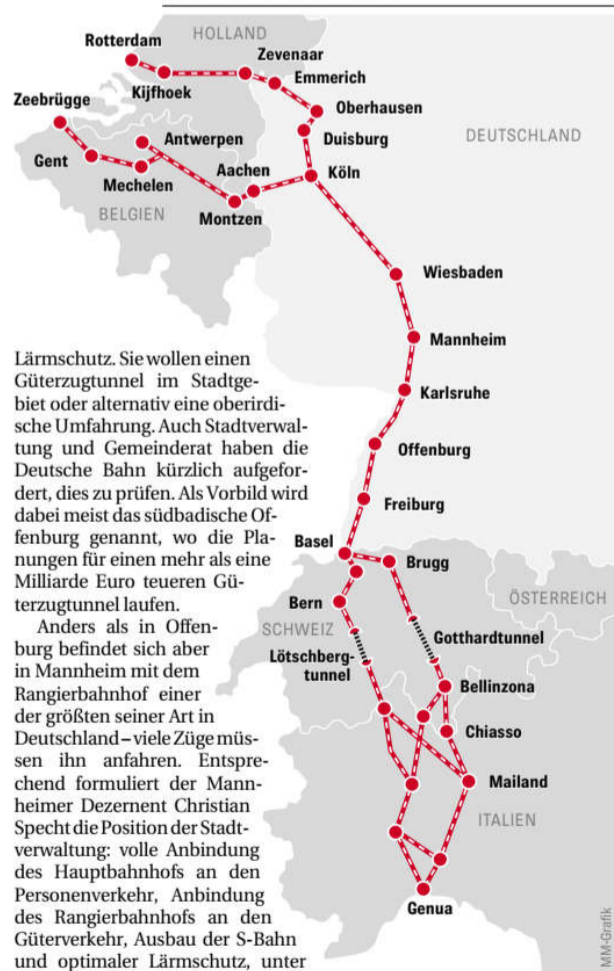 HOLLAND
Rotterdam
Zevenaar
Emmerich
Kijfhoek
Oberhausen
Zeebrügge
Antwerpen
Duisburg
DEUTSCHLAND
Gent
Aachen
Köln
Mechelen
BELGIEN
Montzen
Wiesbaden
Mannheim
Karlsruhe
Offenburg
Freiburg
Basel
Brugg
Bern
ÖSTERREICH
SCHWEIZ
Gotthardtunnel
Lötschberg-
tunnel
Bellinzona
Chiasso
Mailand
ITALIEN
Genua
Lärmschutz. Sie wollen einen
Güterzugtunnel im Stadtge-
biet oder alternativ eine oberirdi-
sche Umfahrung. Auch Stadtverwal-
tung und Gemeinderat haben die
Deutsche Bahn kürzlich aufgefor-
dert, dies zu prüfen. Als Vorbild wird
dabei meist das südbadische Of-
fenburg genannt, wo die Pla-
nungen für einen mehr als eine
Milliarde Euro teueren Gü-
terzugtunnel laufen.
Anders als in Offen-
burg befindet sich aber
in Mannheim mit dem
Rangierbahnhof einer
der größten seiner Art in
Deutschland – viele Züge müs-
sen ihn anfahren. Entspre-
chend formuliert der Mann-
heimer Dezernent Christian
Specht die Position der Stadt-
verwaltung: volle Anbindung
des Hauptbahnhofs an den
Personenverkehr, Anbindung
des Rangierbahnhofs an den
Güterverkehr, Ausbau der S-Bahn
und optimaler Lärmschutz, unter
MM-Grafik